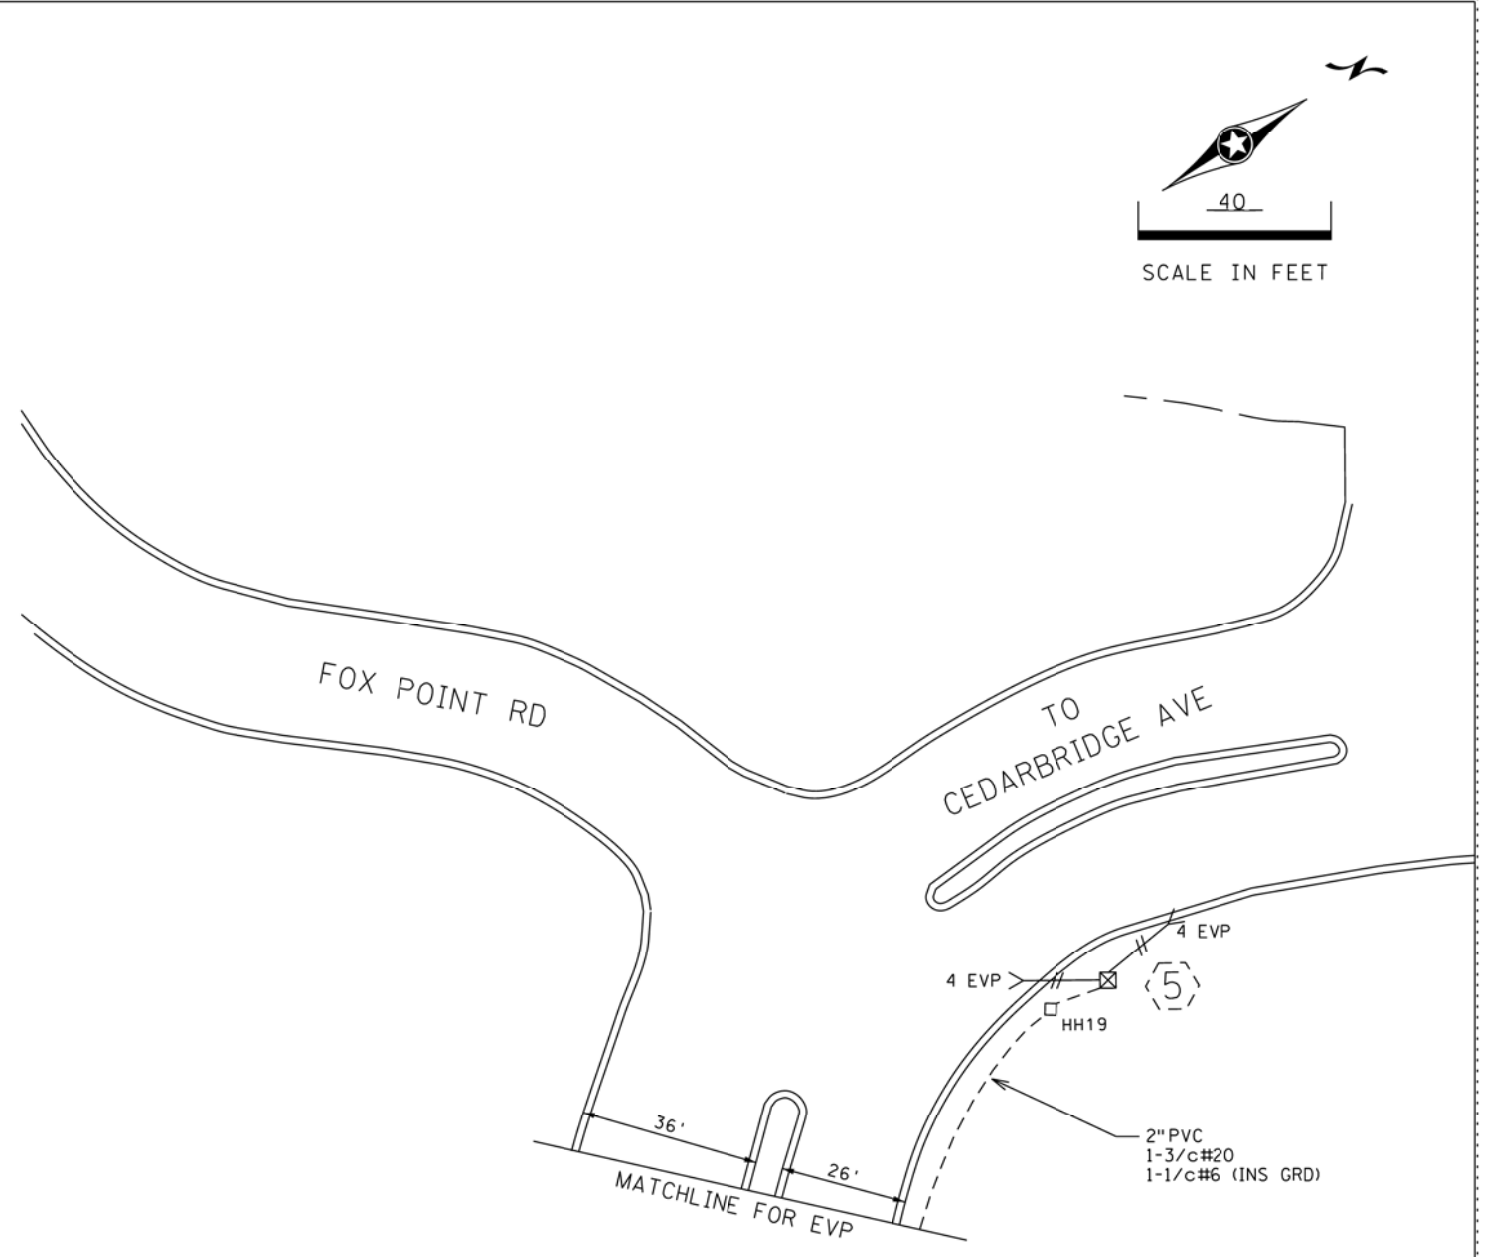 N
40
SCALE IN FEET
FOX POINT RD
TO
CEDARBRIDGE AVE
4 EVP
4 EVP
5
HH19
36'
26'
2" PVC
1-3/c#20
1-1/c#6 (INS GRD)
MATCHLINE FOR EVP